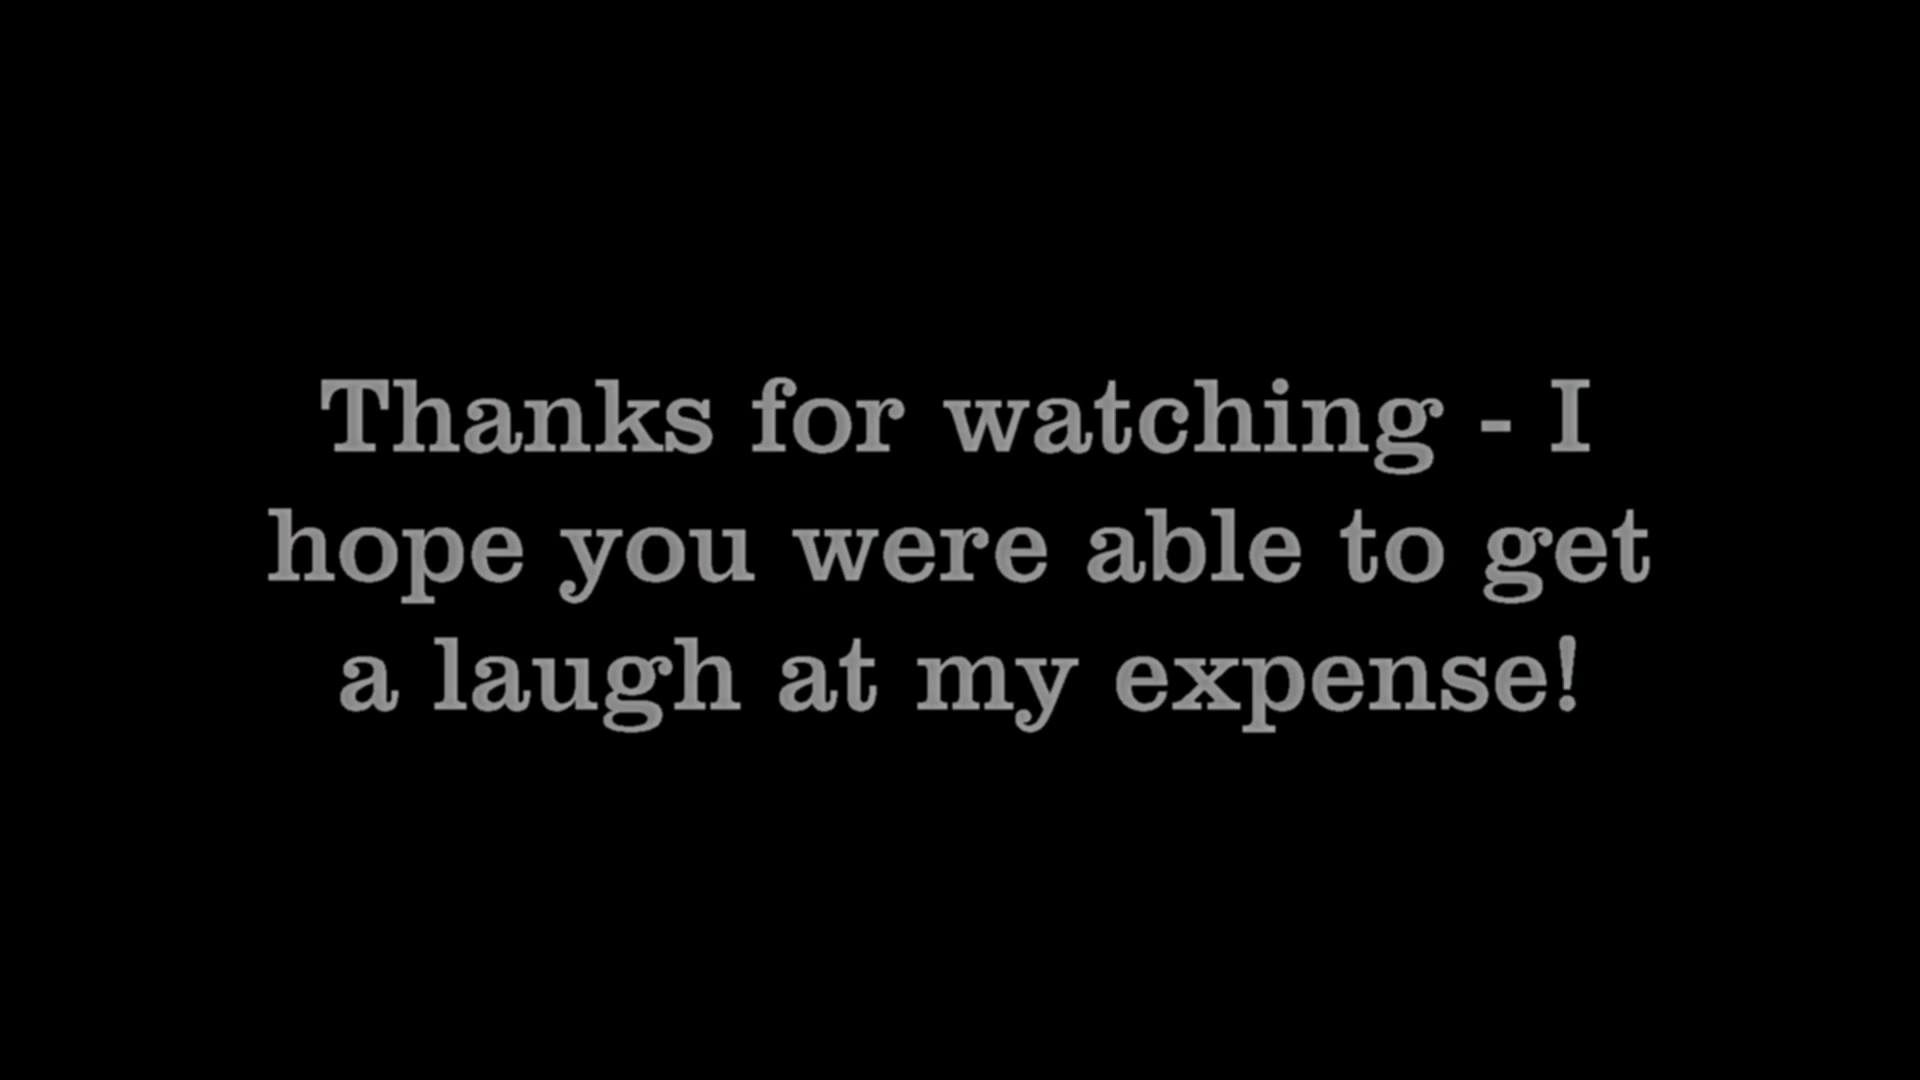 Thanks for watching - I
hope you were able to get
a laugh at my expense!